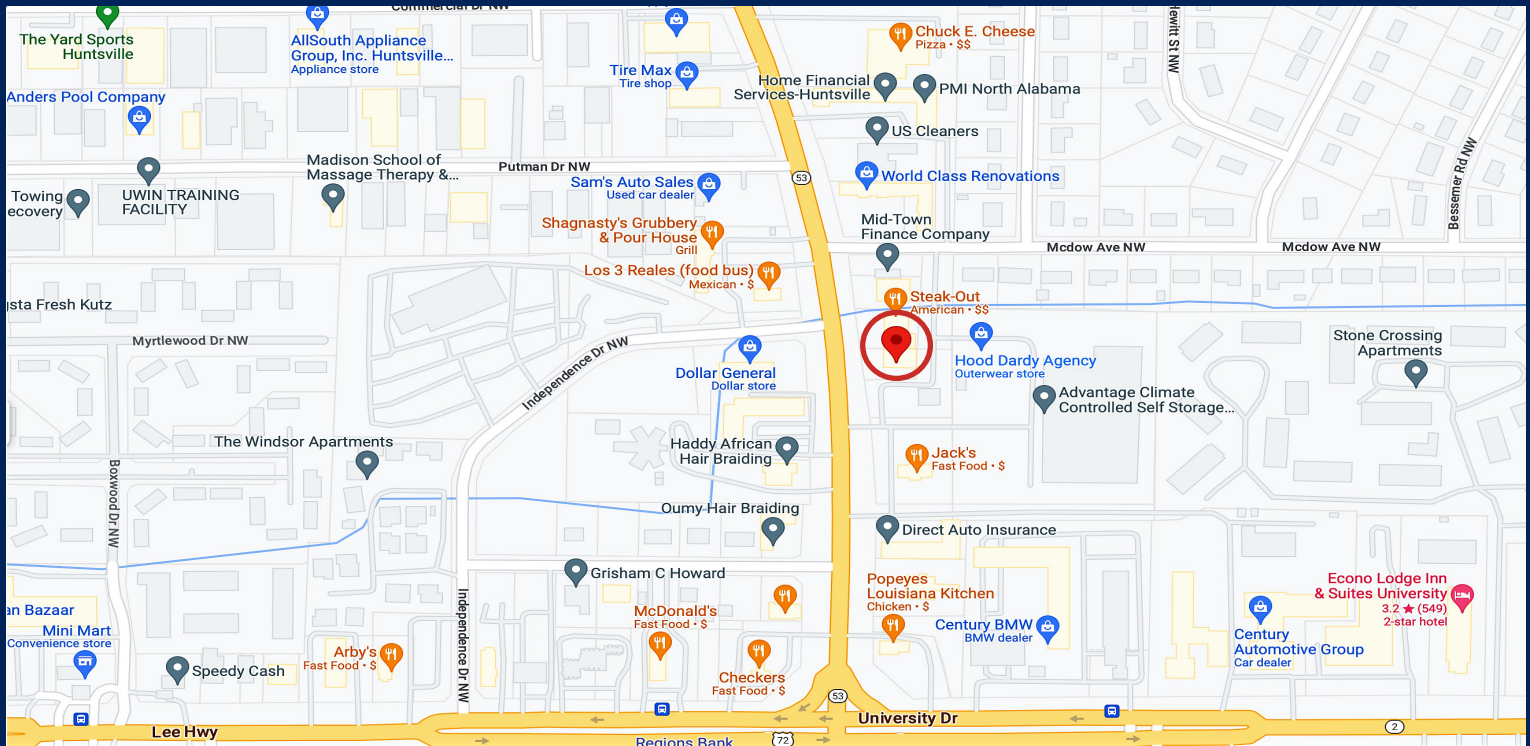 Commercial Dr NW
The Yard Sports
Huntsville
AllSouth Appliance
Group, Inc. Huntsville...
Appliance store
Chuck E. Cheese
Pizza • $$
Hewitt St NW
Tire Max
Tire shop
Home Financial
Services-Huntsville
PMI North Alabama
Anders Pool Company
US Cleaners
Bessemer Rd NW
Putman Dr NW
Madison School of
Massage Therapy &...
53
World Class Renovations
Sam's Auto Sales
Used car dealer
UWIN TRAINING
FACILITY
Towing
ecovery
Shagnasty's Grubbery
& Pour House
Grill
Mid-Town
Finance Company
Mcdow Ave NW
Mcdow Ave NW
Los 3 Reales (food bus)
Mexican • $
Steak-Out
American • $$
gsta Fresh Kutz
Myrtlewood Dr NW
Independence Dr NW
Stone Crossing
Apartments
Hood Dardy Agency
Outerwear store
Dollar General
Dollar store
Advantage Climate
Controlled Self Storage...
The Windsor Apartments
Haddy African
Hair Braiding
Jack's
Fast Food • $
Boxwood Dr NW
Oumy Hair Braiding
Direct Auto Insurance
Grisham C Howard
Popeyes
Louisiana Kitchen
Chicken • $
Econo Lodge Inn
& Suites University
3.2 ★ (549)
2-star hotel
an Bazaar
Independence Dr NW
McDonald's
Fast Food • $
Mini Mart
Convenience store
Century BMW
BMW dealer
Century
Automotive Group
Car dealer
Arby's
Fast Food • $
Speedy Cash
Checkers
Fast Food • $
53
University Dr
2
Lee Hwy
Regions Bank
72